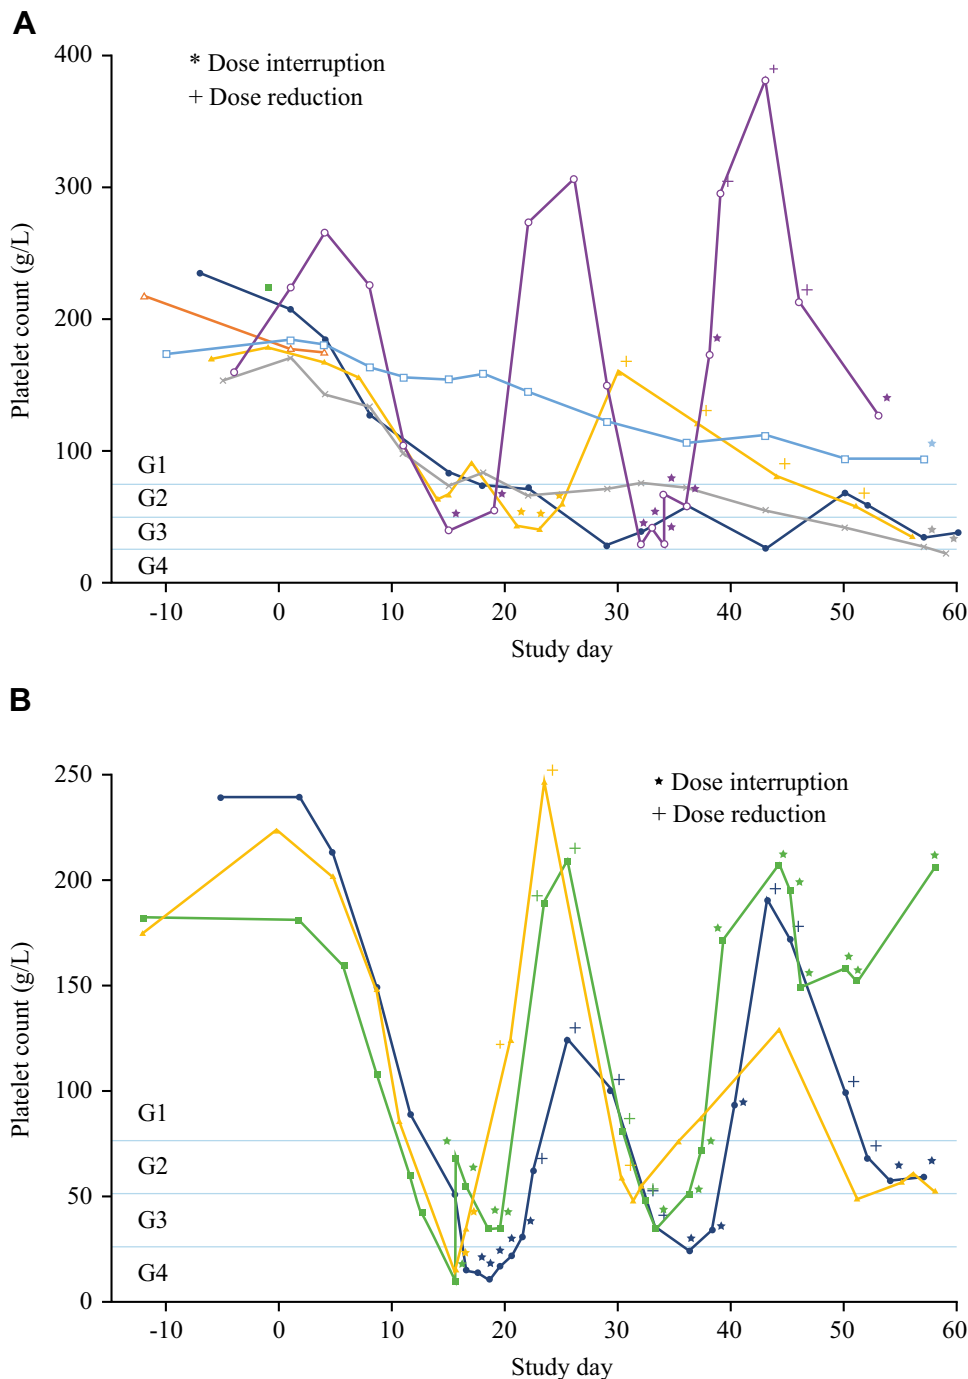 A
400
* Dose interruption
+ Dose reduction
300
200
100
0
Platelet count (g/L)
G1
G2
G3
G4
-10 0 10 20 30 40 50 60
Study day
B
250
★ Dose interruption
+ Dose reduction
200
150
100
50
0
Platelet count (g/L)
G1
G2
G3
G4
-10 0 10 20 30 40 50 60
Study day